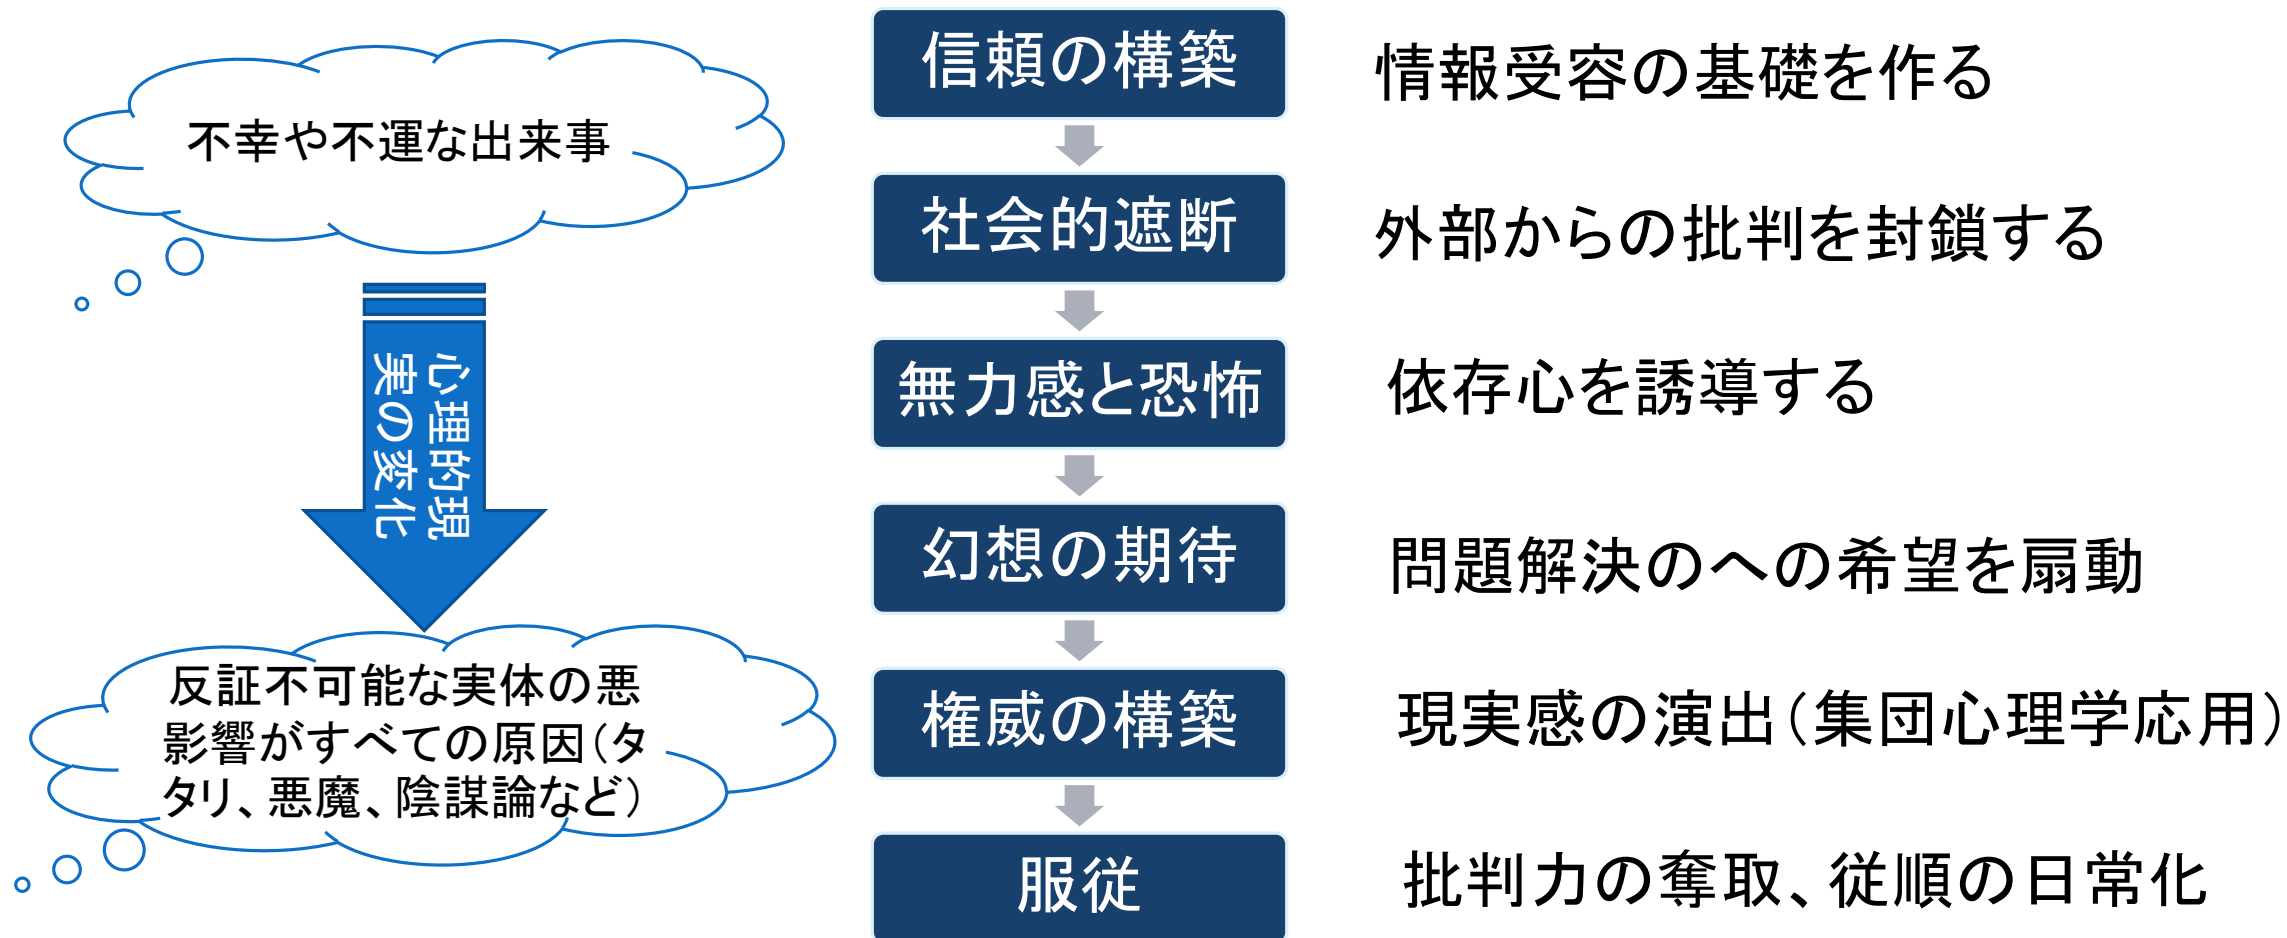 不幸や不運な出来事
心理的現
実の変化
反証不可能な実体の悪
影響がすべての原因（タ
タリ、悪魔、陰謀論など）
信頼の構築
情報受容の基礎を作る
社会的遮断
外部からの批判を封鎖する
無力感と恐怖
依存心を誘導する
幻想の期待
問題解決のへの希望を扇動
権威の構築
現実感の演出（集団心理学応用）
服従
批判力の奪取、従順の日常化